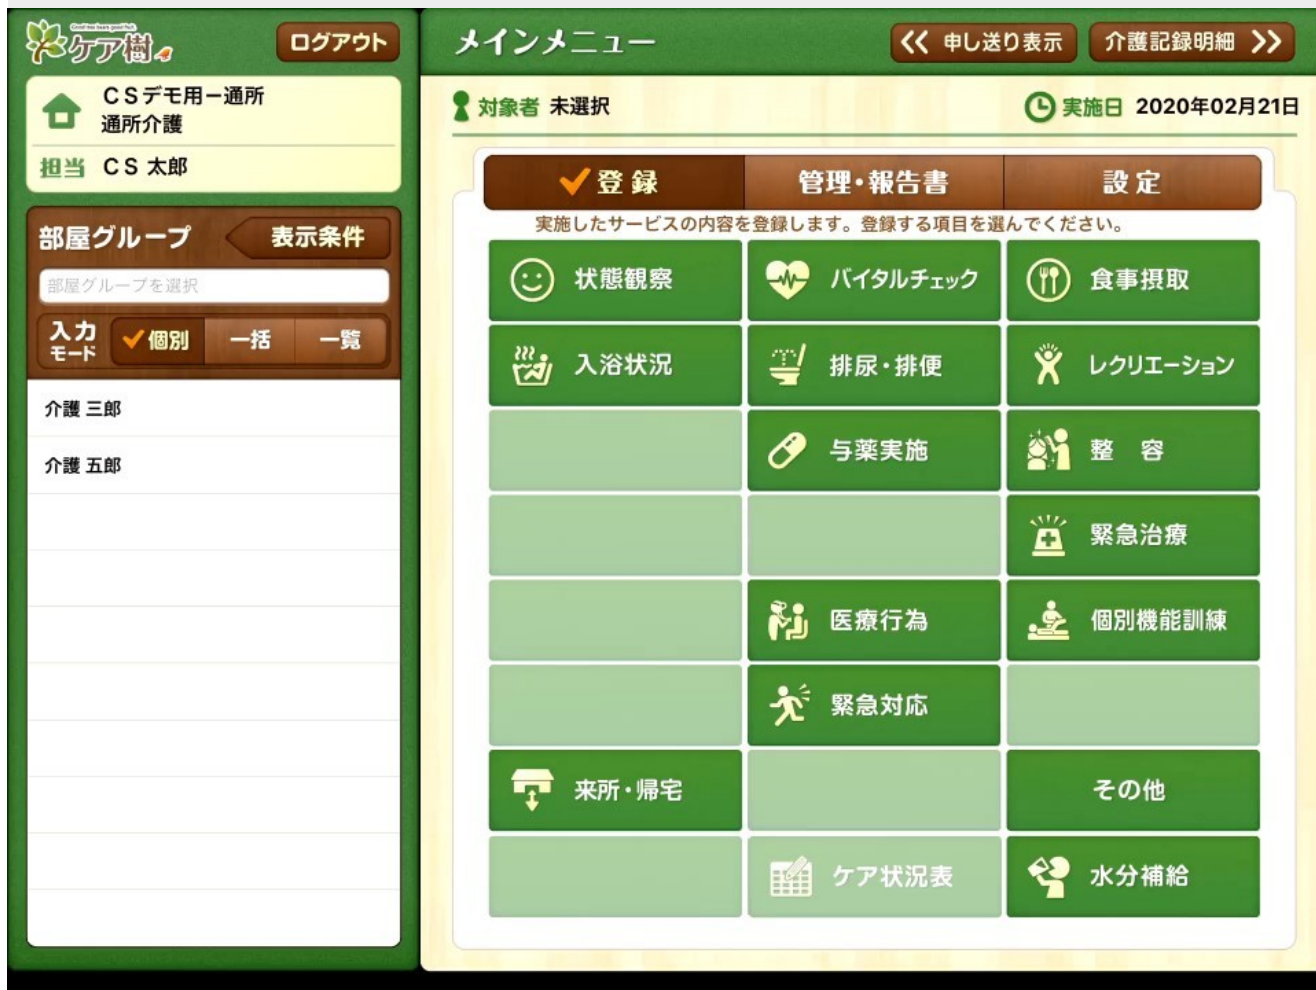 ケア樹
ログアウト
CSデモ用ー通所
通所介護
担当 CS 太郎
部屋グループ 表示条件
部屋グループを選択
入力
モード
個別 一括 一覧
介護 三郎
介護 五郎
メインメニュー
申し送り表示 介護記録明細
対象者 未選択
実施日 2020年02月21日
登録 管理・報告書 設定
実施したサービスの内容を登録します。登録する項目を選んでください。
状態観察 バイタルチェック 食事摂取
入浴状況 排尿・排便 レクリエーション
与薬実施 整 容
緊急治療
医療行為 個別機能訓練
緊急対応
来所・帰宅 その他
ケア状況表 水分補給